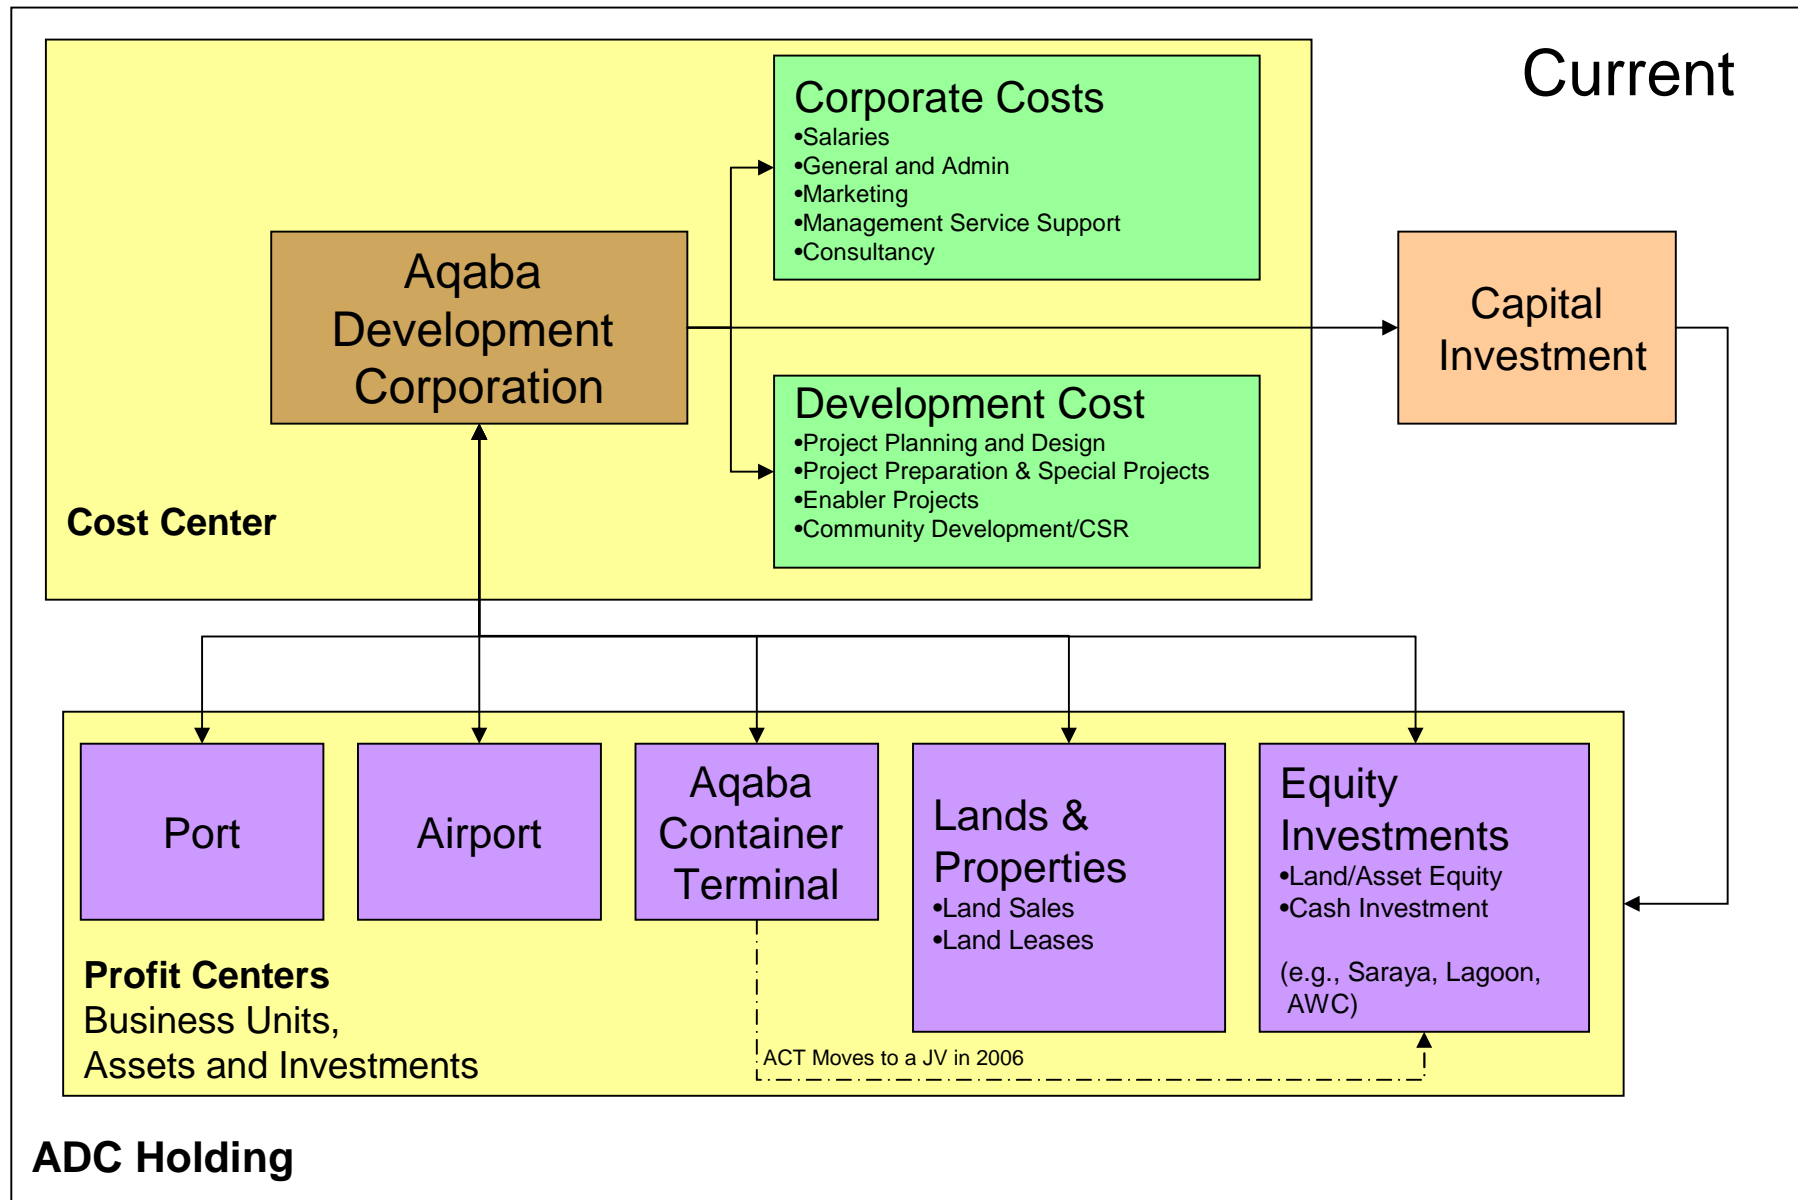 Current
Corporate Costs
•Salaries
•General and Admin
•Marketing
•Management Service Support
•Consultancy
Aqaba
Development
Corporation
Capital
Investment
Development Cost
•Project Planning and Design
•Project Preparation & Special Projects
•Enabler Projects
•Community Development/CSR
Cost Center
Port
Airport
Aqaba
Container
Terminal
Lands &
Properties
•Land Sales
•Land Leases
Equity
Investments
•Land/Asset Equity
•Cash Investment
(e.g., Saraya, Lagoon,
AWC)
Profit Centers
Business Units,
Assets and Investments
ACT Moves to a JV in 2006
ADC Holding